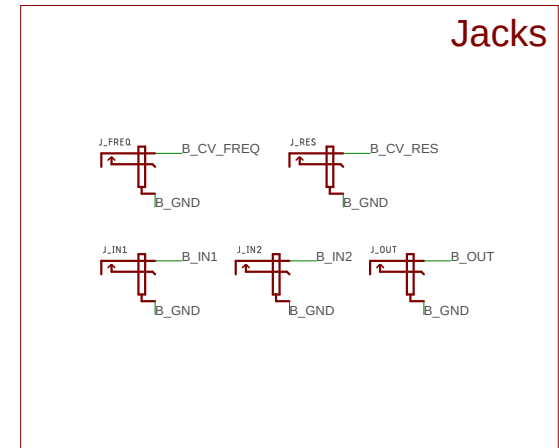 Jacks
J_FREQ
B_CV_FREQ
B_GND
J_RES
B_CV_RES
B_GND
J_IN1
B_IN1
B_GND
J_IN2
B_IN2
B_GND
J_OUT
B_OUT
B_GND